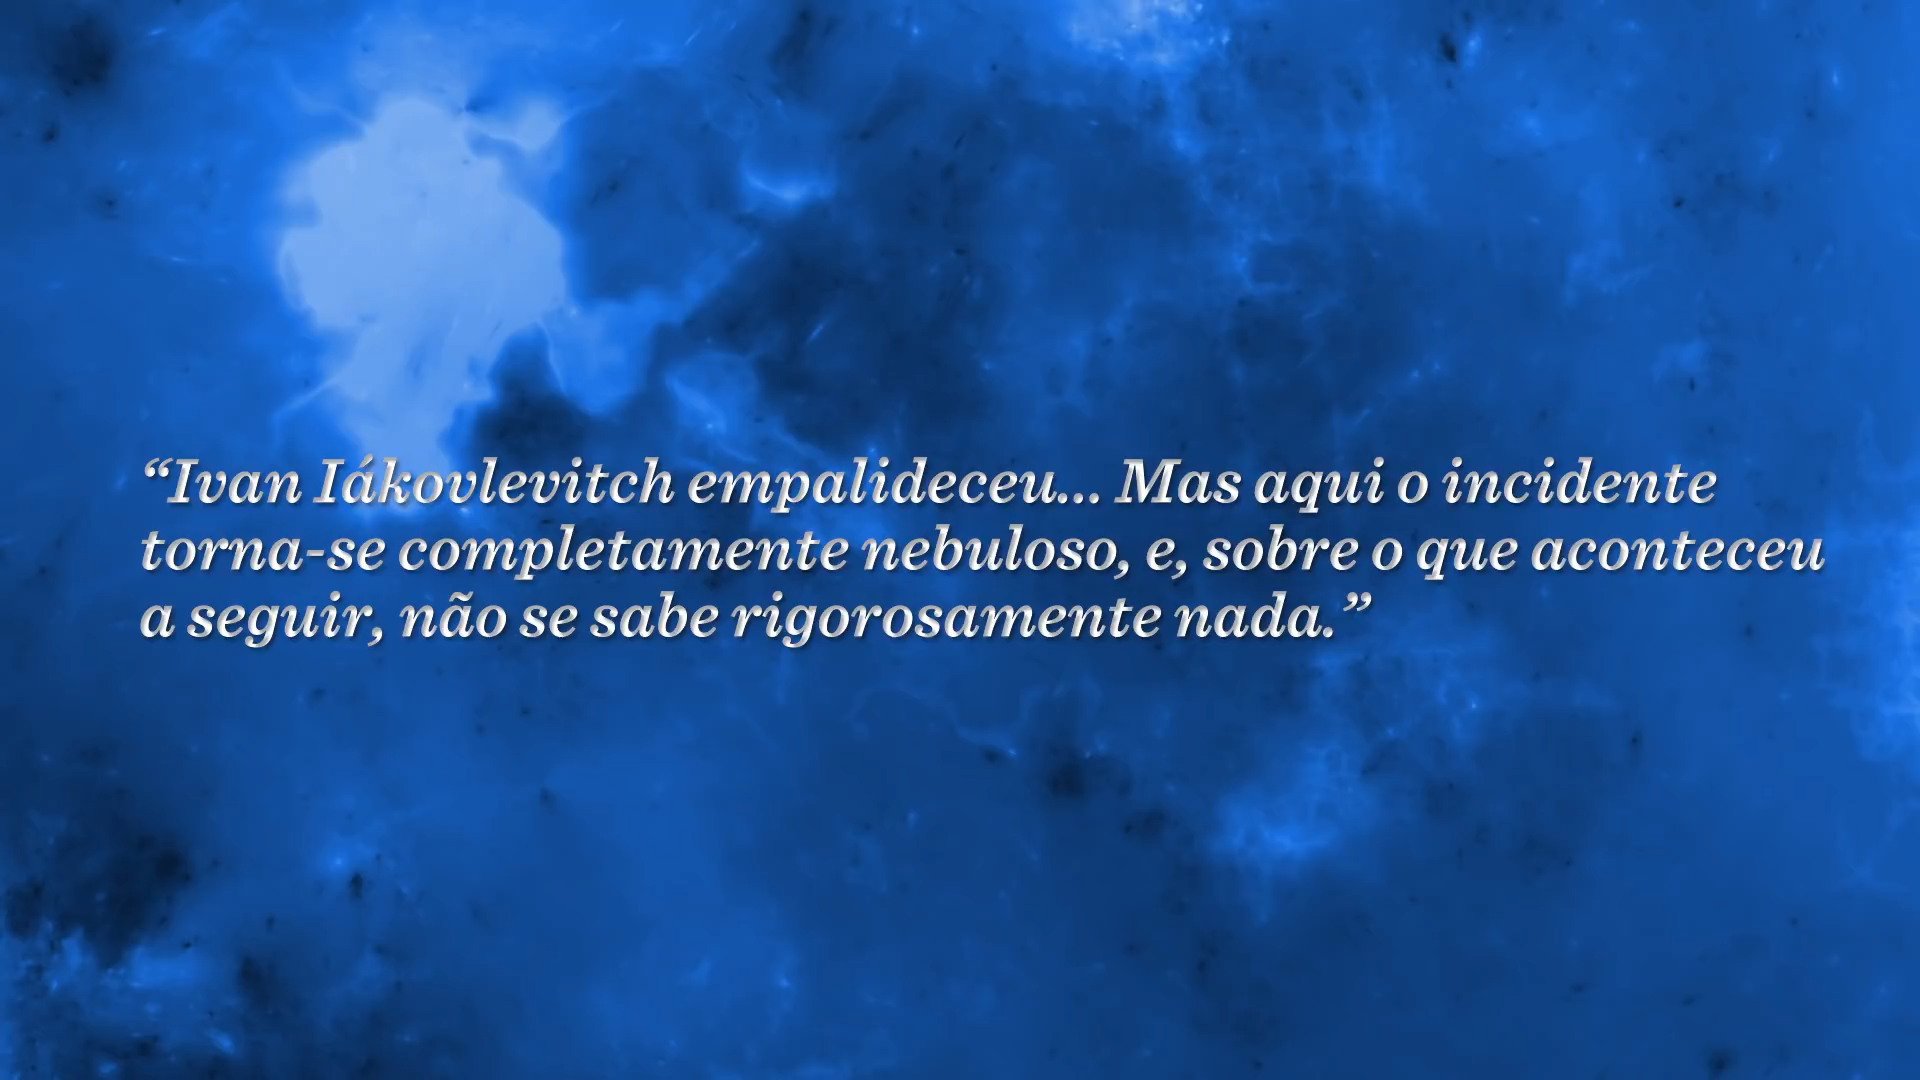 “Ivan Iákovlevitch empalideceu... Mas aqui o incidente
torna-se completamente nebuloso, e, sobre o que aconteceu
a seguir, não se sabe rigorosamente nada.”